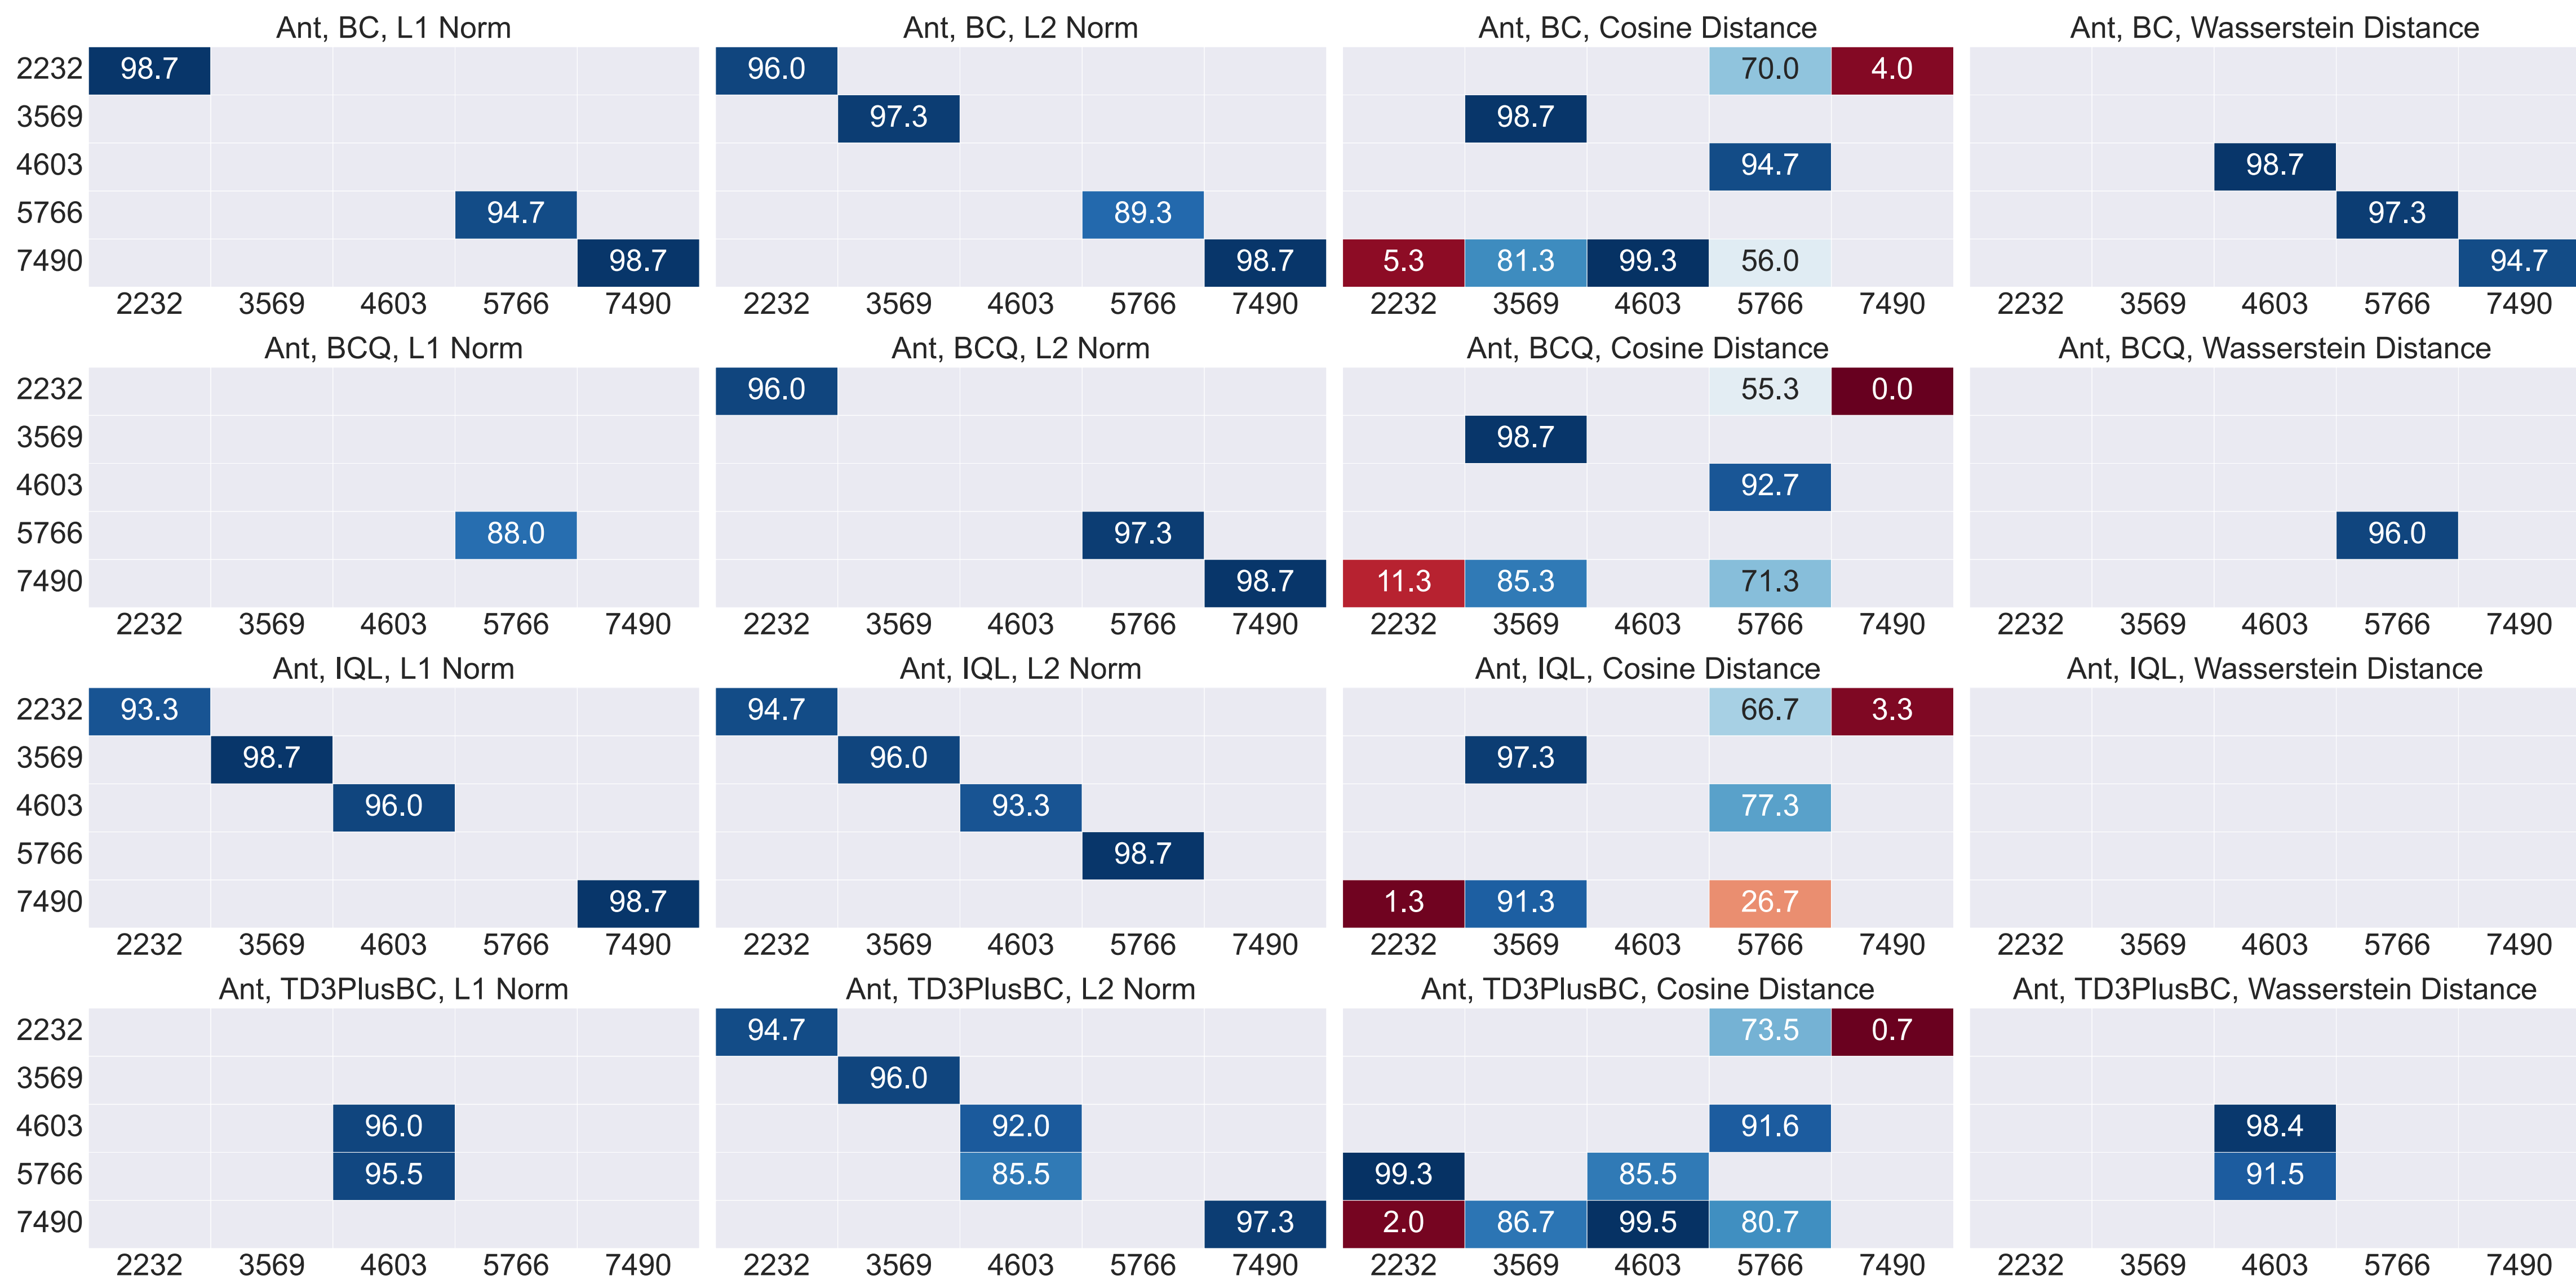 Ant, BC, L1 Norm Ant, BC, L2 Norm Ant, BC, Cosine Distance Ant, BC, Wasserstein Distance
2232 98.7 96.0 70.0 4.0
3569 97.3 98.7
4603 94.7 98.7
5766 94.7 89.3 97.3
7490 98.7 98.7 5.3 81.3 99.3 56.0 94.7
2232 3569 4603 5766 7490 2232 3569 4603 5766 7490 2232 3569 4603 5766 7490 2232 3569 4603 5766 7490
Ant, BCQ, L1 Norm Ant, BCQ, L2 Norm Ant, BCQ, Cosine Distance Ant, BCQ, Wasserstein Distance
2232 96.0 55.3 0.0
3569 98.7
4603 92.7
5766 88.0 97.3 96.0
7490 98.7 11.3 85.3 71.3
2232 3569 4603 5766 7490 2232 3569 4603 5766 7490 2232 3569 4603 5766 7490 2232 3569 4603 5766 7490
Ant, IQL, L1 Norm Ant, IQL, L2 Norm Ant, IQL, Cosine Distance Ant, IQL, Wasserstein Distance
2232 93.3 94.7 66.7 3.3
3569 98.7 96.0 97.3
4603 96.0 93.3 77.3
5766 98.7
7490 98.7 1.3 91.3 26.7
2232 3569 4603 5766 7490 2232 3569 4603 5766 7490 2232 3569 4603 5766 7490 2232 3569 4603 5766 7490
Ant, TD3PlusBC, L1 Norm Ant, TD3PlusBC, L2 Norm Ant, TD3PlusBC, Cosine Distance Ant, TD3PlusBC, Wasserstein Distance
2232 94.7 73.5 0.7
3569 96.0
4603 96.0 92.0 91.6 98.4
5766 95.5 85.5 99.3 85.5 91.5
7490 97.3 2.0 86.7 99.5 80.7
2232 3569 4603 5766 7490 2232 3569 4603 5766 7490 2232 3569 4603 5766 7490 2232 3569 4603 5766 7490